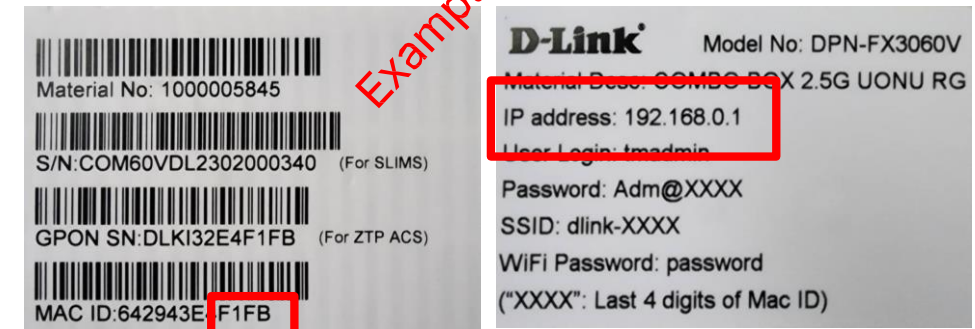 Material No: 1000005845
S/N:COM60VDL2302000340 (For SLIMS)
GPON SN:DLKI32E4F1FB (For ZTP ACS)
MAC ID:642943E4F1FB
D-Link
Model No: DPN-FX3060V
Material Desc: COMBO BOX 2.5G UONU RG
IP address: 192.168.0.1
User Login: tmadmin
Password: Adm@XXXX
SSID: dlink-XXXX
WiFi Password: password
("XXXX": Last 4 digits of Mac ID)